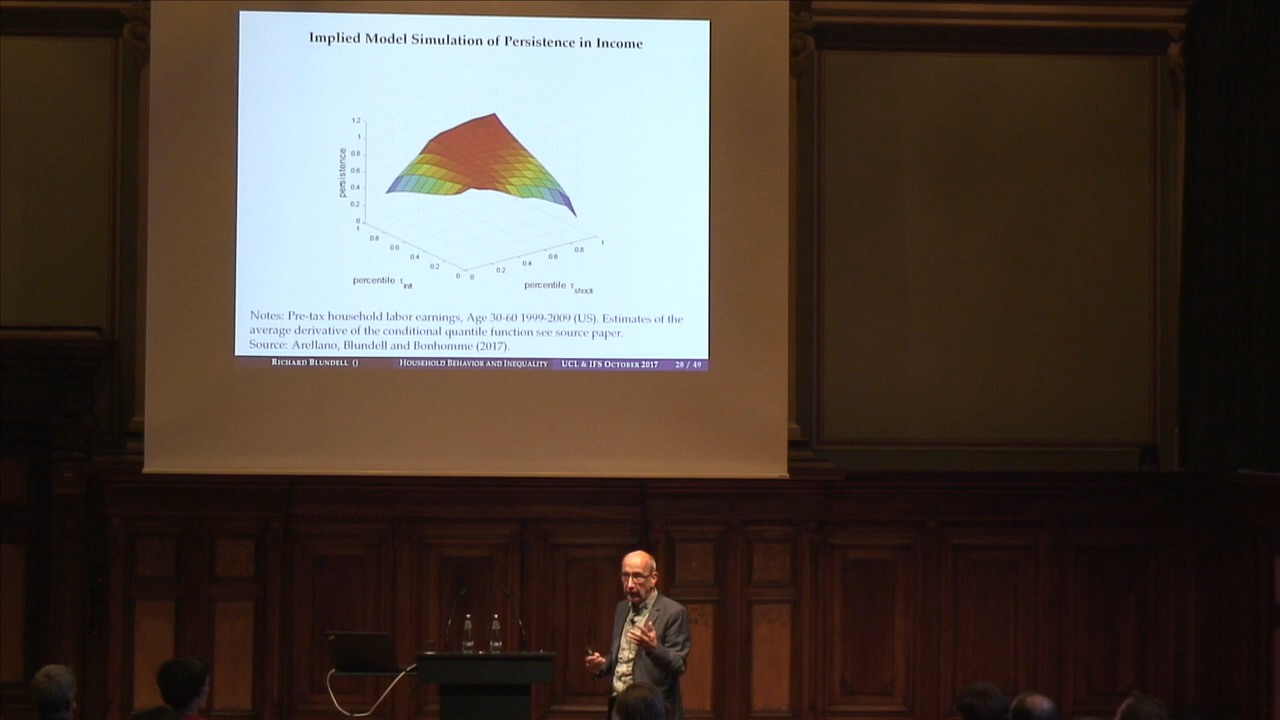 Implied Model Simulation of Persistence in Income
1.2
1
0.8
0.6
0.4
0.2
0
persistence
1
0.8
0.6
0.4
0.2
0
percentile τinit
0
0.2
0.4
0.6
0.8
1
percentile τshock
Notes: Pre-tax household labor earnings, Age 30-60 1999-2009 (US). Estimates of the
average derivative of the conditional quantile function see source paper.
Source: Arellano, Blundell and Bonhomme (2017).
RICHARD BLUNDELL () HOUSEHOLD BEHAVIOR AND INEQUALITY UCL & IFS OCTOBER 2017 28 / 49